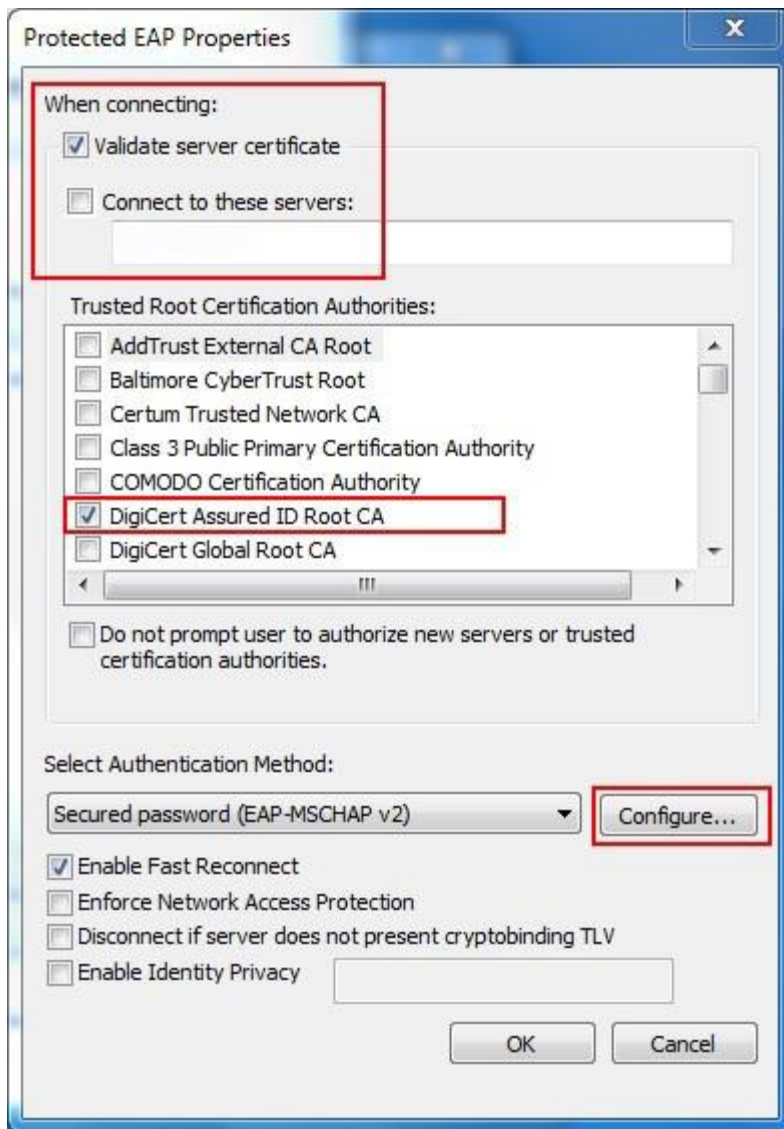 Protected EAP Properties
When connecting:
Validate server certificate
Connect to these servers:
Trusted Root Certification Authorities:
AddTrust External CA Root
Baltimore CyberTrust Root
Certum Trusted Network CA
Class 3 Public Primary Certification Authority
COMODO Certification Authority
DigiCert Assured ID Root CA
DigiCert Global Root CA
Do not prompt user to authorize new servers or trusted
certification authorities.
Select Authentication Method:
Secured password (EAP-MSCHAP v2)
Configure...
Enable Fast Reconnect
Enforce Network Access Protection
Disconnect if server does not present cryptobinding TLV
Enable Identity Privacy
OK
Cancel